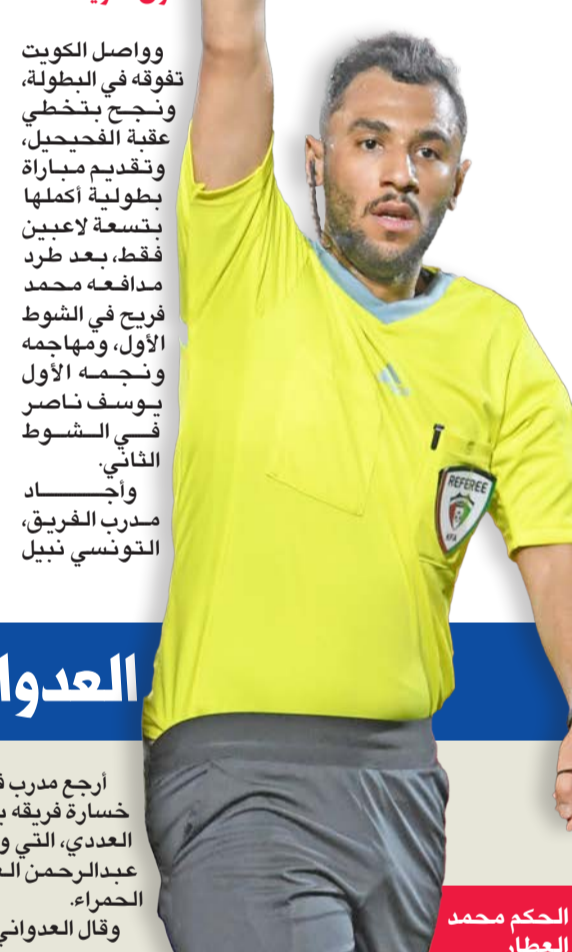 وواصل الكويت
تفوقه في البطولة،
ونجح بتخطي
عقبة الفحيحيل،
وتقديم مباراة
بطولية أكملها
بتسعة لاعبين
فقط، بعد طرد
مدافعه محمد
فريح في الشوط
الأول، ومهاجمه
ونجمه الأول
يوسف ناصر
في الشوط
الثاني.
وأجاد
مدرب الفريق،
التونسي نبيل
REFEREE
KFA
العدوا
أرجع مدرب
خسارة فريقه
العددي، التي
عبدالرحمن
الحمراء.
وقال العدواني
الحكم محمد
العطار